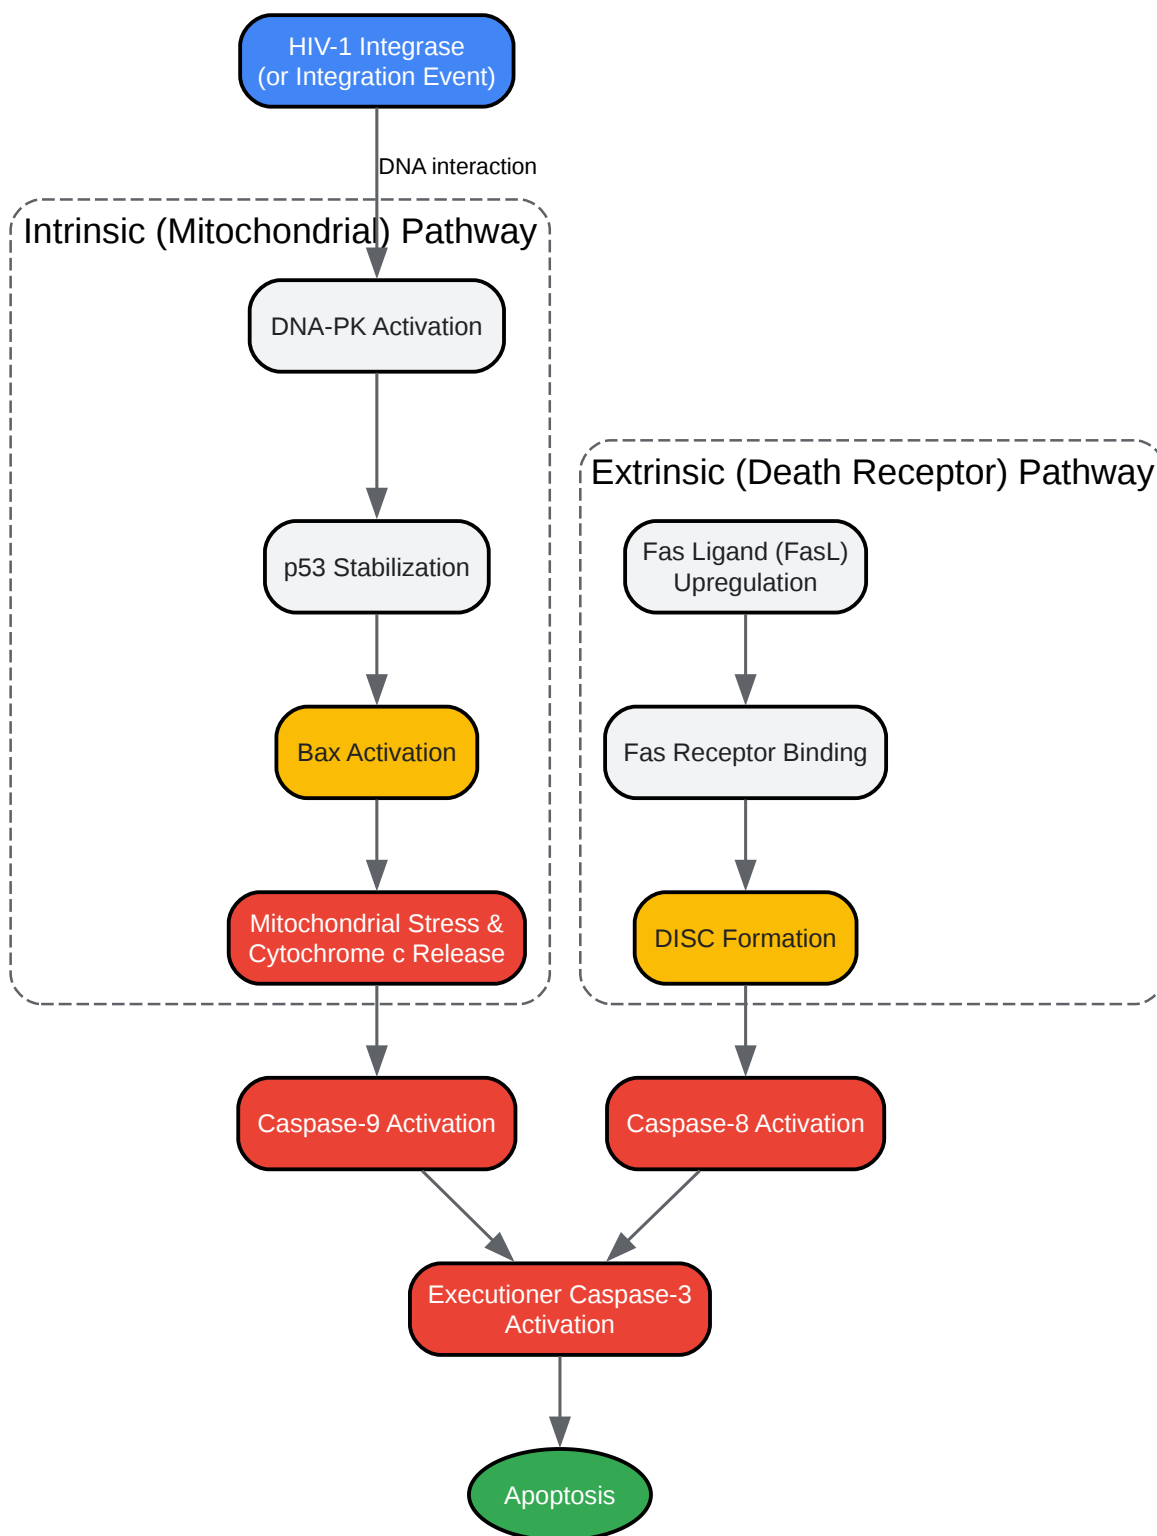 HIV-1 Integrase
(or Integration Event)
DNA interaction
Intrinsic (Mitochondrial) Pathway
DNA-PK Activation
p53 Stabilization
Bax Activation
Mitochondrial Stress &
Cytochrome c Release
Extrinsic (Death Receptor) Pathway
Fas Ligand (FasL)
Upregulation
Fas Receptor Binding
DISC Formation
Caspase-9 Activation
Caspase-8 Activation
Executioner Caspase-3
Activation
Apoptosis